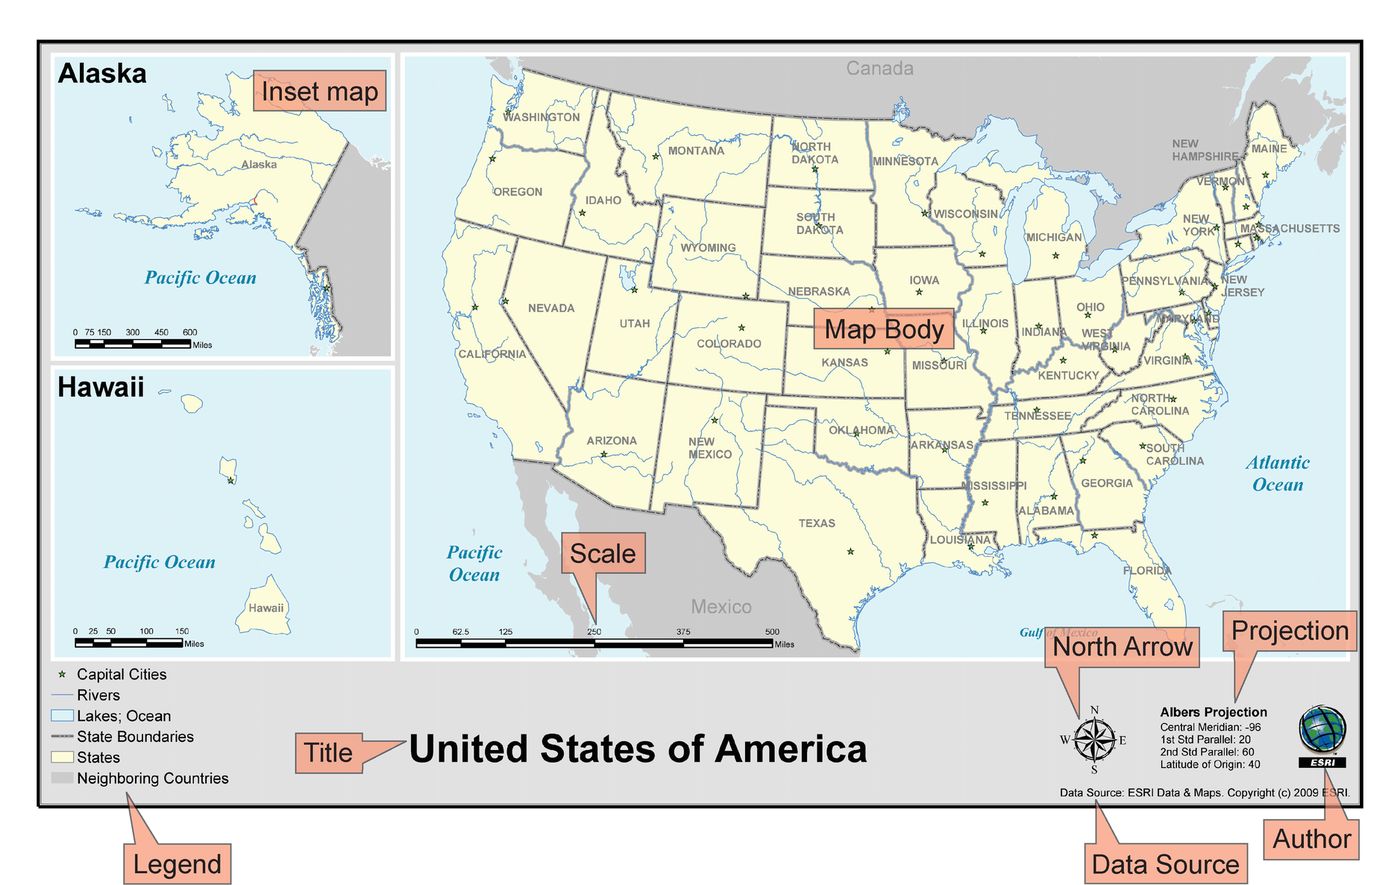 Alaska
Inset map
Alaska
Pacific Ocean
0 75 150 300 450 600
Miles
Hawaii
Pacific Ocean
Hawaii
0 25 50 100 150
Miles
Canada
WASHINGTON
MONTANA
NORTH
DAKOTA
MINNESOTA
NEW
HAMPSHIRE
MAINE
VERMONT
OREGON
IDAHO
SOUTH
DAKOTA
WISCONSIN
NEW
YORK
MASSACHUSETTS
MICHIGAN
WYOMING
IOWA
PENNSYLVANIA
NEW
JERSEY
NEBRASKA
NEVADA
UTAH
Map Body
ILLINOIS
INDIANA
OHIO
MARYLAND
WEST
VIRGINIA
CALIFORNIA
COLORADO
KANSAS
MISSOURI
VIRGINIA
KENTUCKY
NORTH
CAROLINA
TENNESSEE
ARIZONA
NEW
MEXICO
OKLAHOMA
ARKANSAS
SOUTH
CAROLINA
Atlantic
Ocean
MISSISSIPPI
ALABAMA
GEORGIA
TEXAS
LOUISIANA
FLORIDA
Pacific
Ocean
Scale
Mexico
Gulf of Mexico
0 62.5 125 250 375 500
Miles
North Arrow
Projection
Capital Cities
Rivers
Lakes; Ocean
State Boundaries
States
Neighboring Countries
Title
United States of America
N
W E
S
Albers Projection
Central Meridian: -96
1st Std Parallel: 20
2nd Std Parallel: 60
Latitude of Origin: 40
ESRI
Data Source: ESRI Data & Maps. Copyright (c) 2009 ESRI.
Legend
Data Source
Author